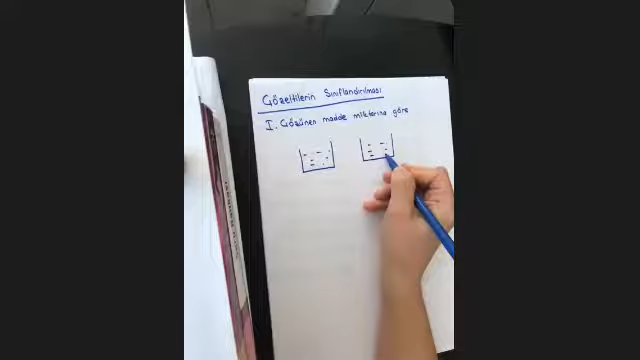 Çözeltilerin Sınıflandırılması
I. Çözünen madde miktarına göre